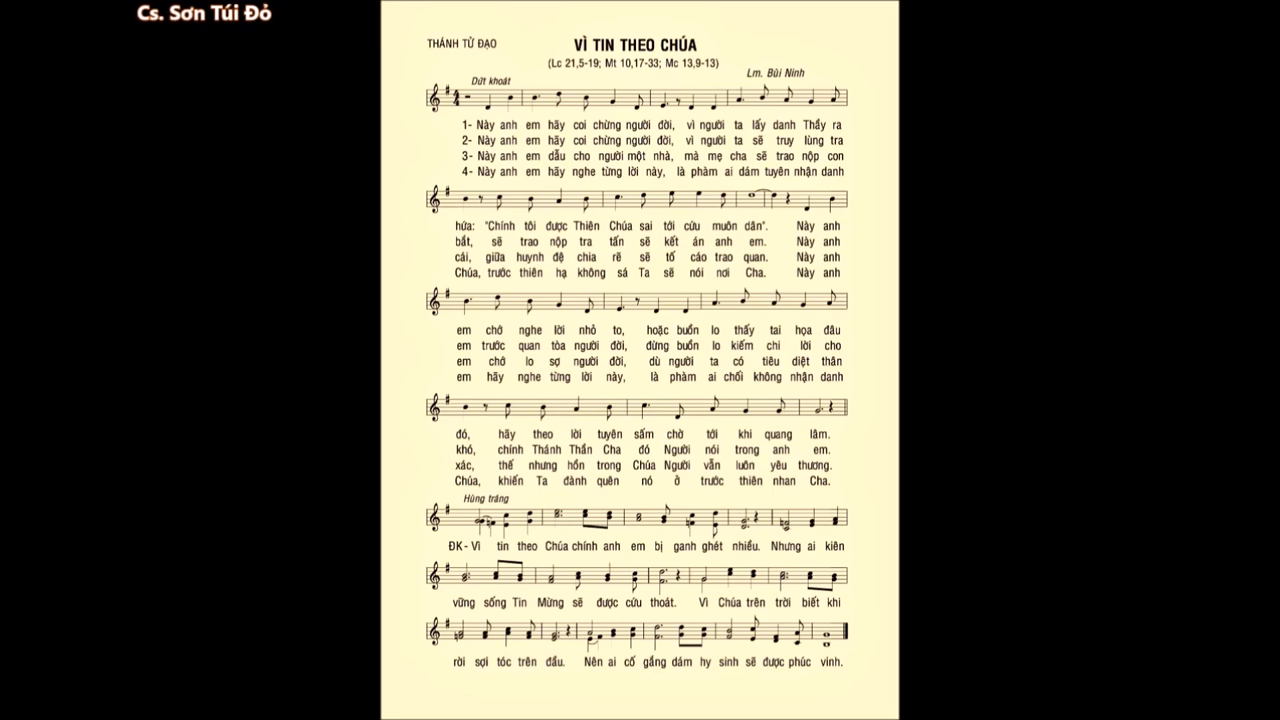 Cs. Sơn Túi Đỏ
THÁNH TỬ ĐẠO
VÌ TIN THEO CHÚA
(Lc 21,5-19; Mt 10,17-33; Mc 13,9-13)
Lm. Bùi Ninh
Dứt khoát
1- Này anh em hãy coi chừng người đời, vì người ta lấy danh Thầy ra
2- Này anh em hãy coi chừng người đời, vì người ta sẽ truy lùng tra
3- Này anh em dẫu cho người một nhà, mà mẹ cha sẽ trao nộp con
4- Này anh em hãy nghe từng lời này, là phàm ai dám tuyên nhận danh
hứa: "Chính tôi được Thiên Chúa sai tới cứu muôn dân". Này anh
bắt, sẽ trao nộp tra tấn sẽ kết án anh em. Này anh
cái, giữa huynh đệ chia rẽ sẽ tố cáo trao quan. Này anh
Chúa, trước thiên hạ không sá Ta sẽ nói nơi Cha. Này anh
em chớ nghe lời nhỏ to, hoặc buồn lo thấy tai họa đâu
em trước quan tòa người đời, đừng buồn lo kiếm chi lời cho
em chớ lo sợ người đời, dù người ta có tiêu diệt thân
em hãy nghe từng lời này, là phàm ai chối không nhận danh
đó, hãy theo lời tuyên sấm chờ tới khi quang lâm.
khó, chính Thánh Thần Cha đó Người nói trong anh em.
xác, thế nhưng hồn trong Chúa Người vẫn luôn yêu thương.
Chúa, khiến Ta đành quên nó ở trước thiên nhan Cha.
Hùng tráng
ĐK- Vì tin theo Chúa chính anh em bị ganh ghét nhiều. Nhưng ai kiên
vững sống Tin Mừng sẽ được cứu thoát. Vì Chúa trên trời biết khi
rời sợi tóc trên đầu. Nên ai cố gắng dám hy sinh sẽ được phúc vinh.